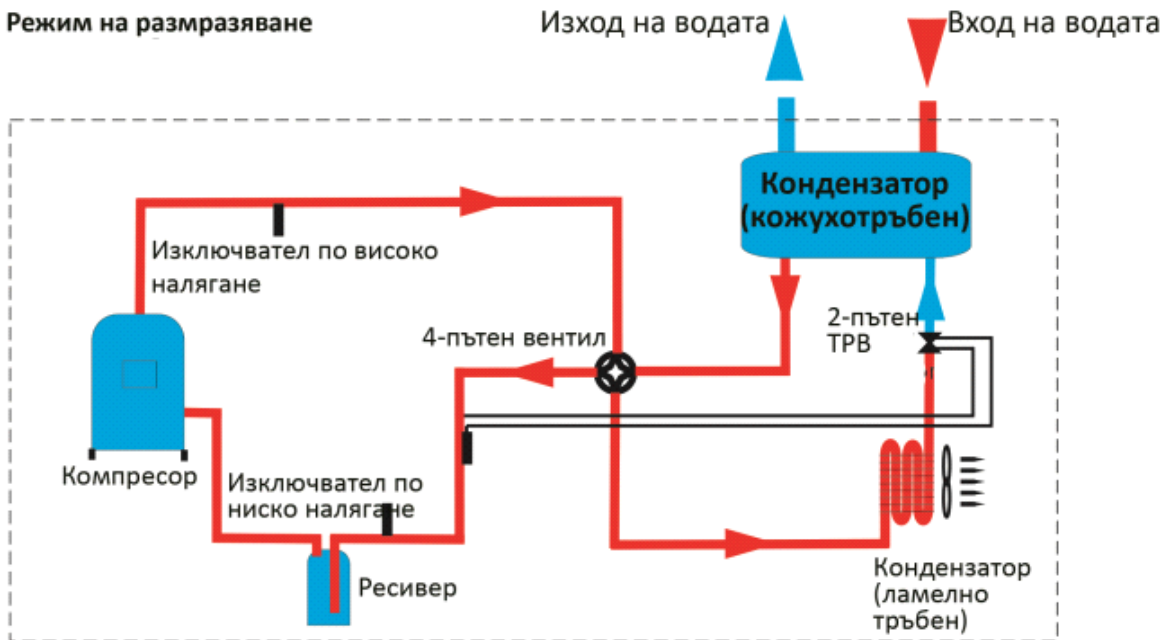 Режим на размразяване
Изход на водата
Вход на водата
Кондензатор
(кожухотръбен)
Изключвател по високо
налягане
2-пътен
ТРВ
4-пътен вентил
Компресор
Изключвател по
ниско налягане
Ресивер
Кондензатор
(ламелно
тръбен)